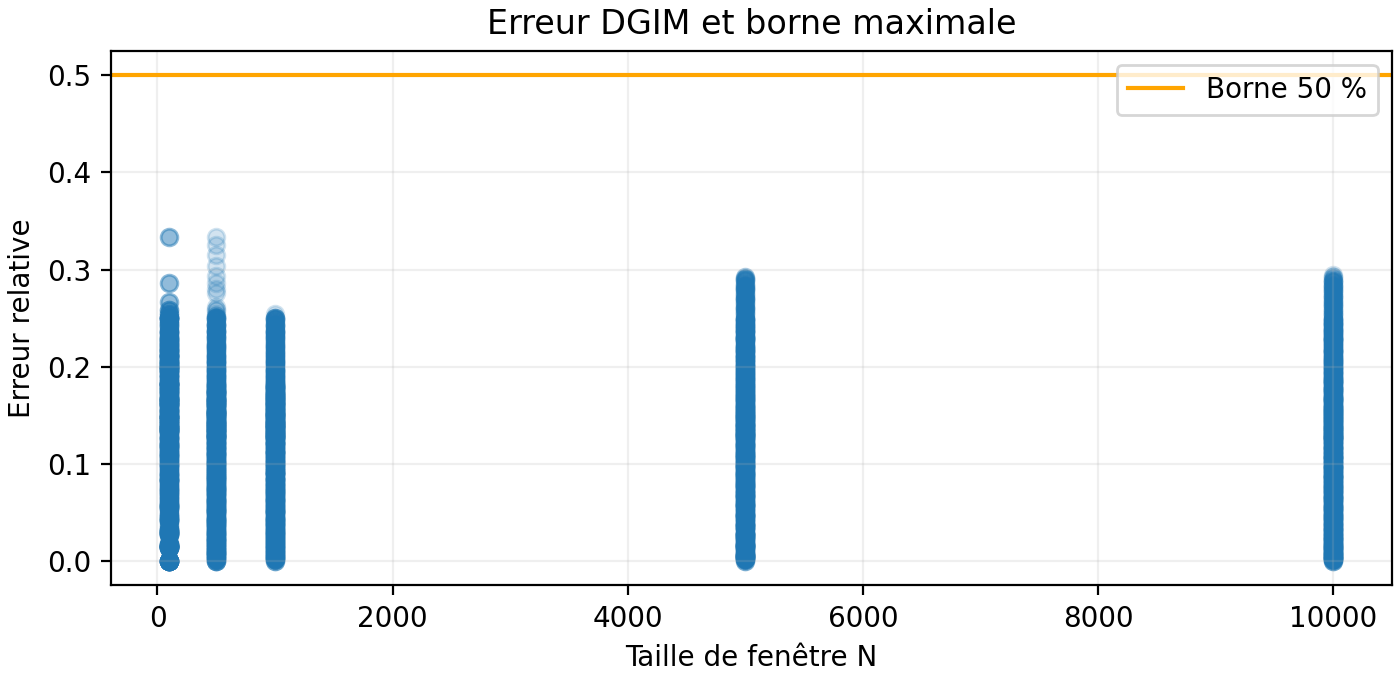 Erreur DGIM et borne maximale
Borne 50 %
Erreur relative
0.5
0.4
0.3
0.2
0.1
0.0
0 2000 4000 6000 8000 10000
Taille de fenêtre N